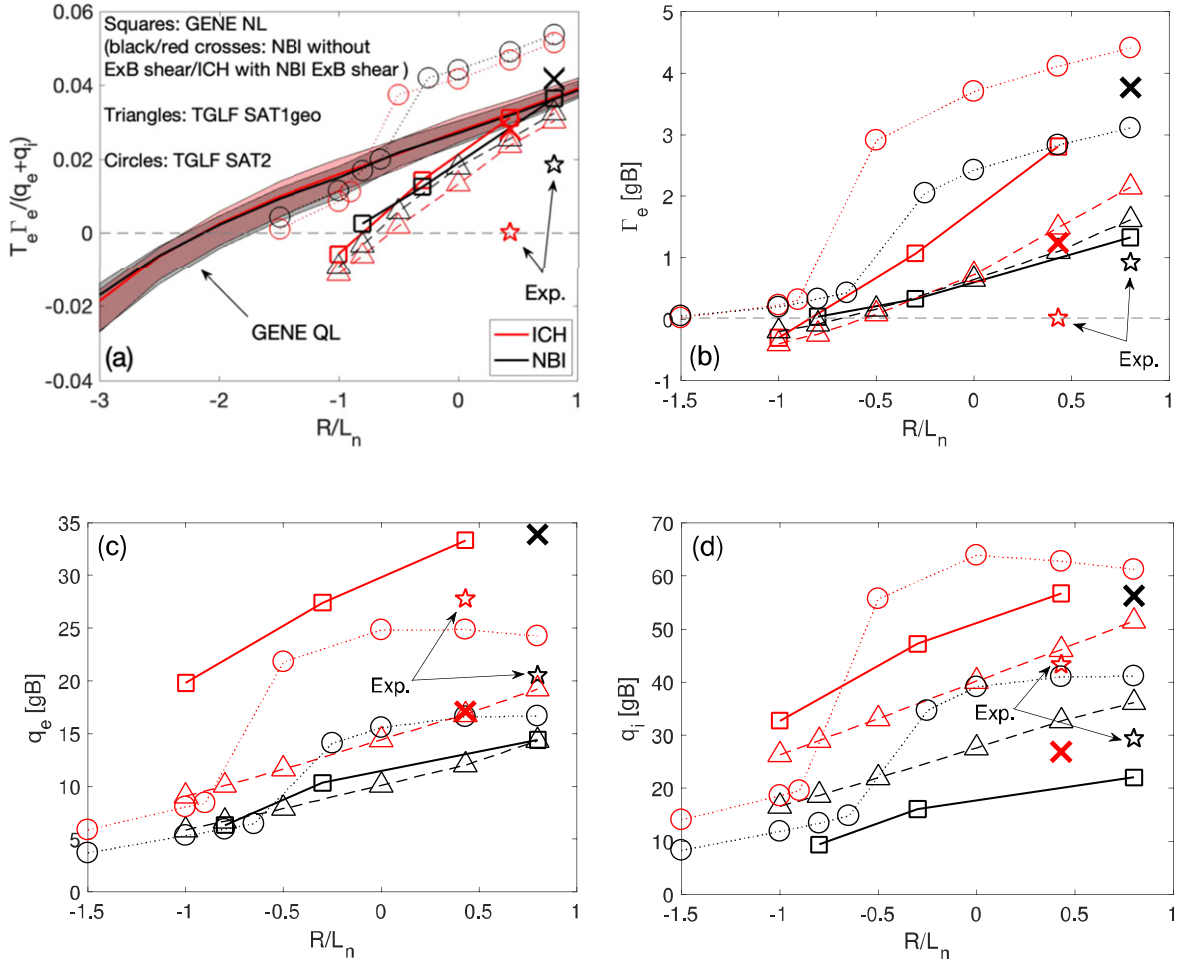 (a)
Squares: GENE NL
(black/red crosses: NBI without
ExB shear/ICH with NBI ExB shear )
Triangles: TGLF SAT1geo
Circles: TGLF SAT2
GENE QL
Exp.
ICH
NBI
0.06
0.04
0.02
0
-0.02
-0.04
T_e Γ_e/(q_e+q_i)
-3
-2
-1
0
1
R/L_n
(b)
5
4
3
2
1
0
-1
Γ_e [gB]
Exp.
-1.5
-1
-0.5
0
0.5
1
R/L_n
(c)
35
30
25
20
15
10
5
0
q_e [gB]
Exp.
-1.5
-1
-0.5
0
0.5
1
R/L_n
(d)
70
60
50
40
30
20
10
0
q_i [gB]
Exp.
-1.5
-1
-0.5
0
0.5
1
R/L_n